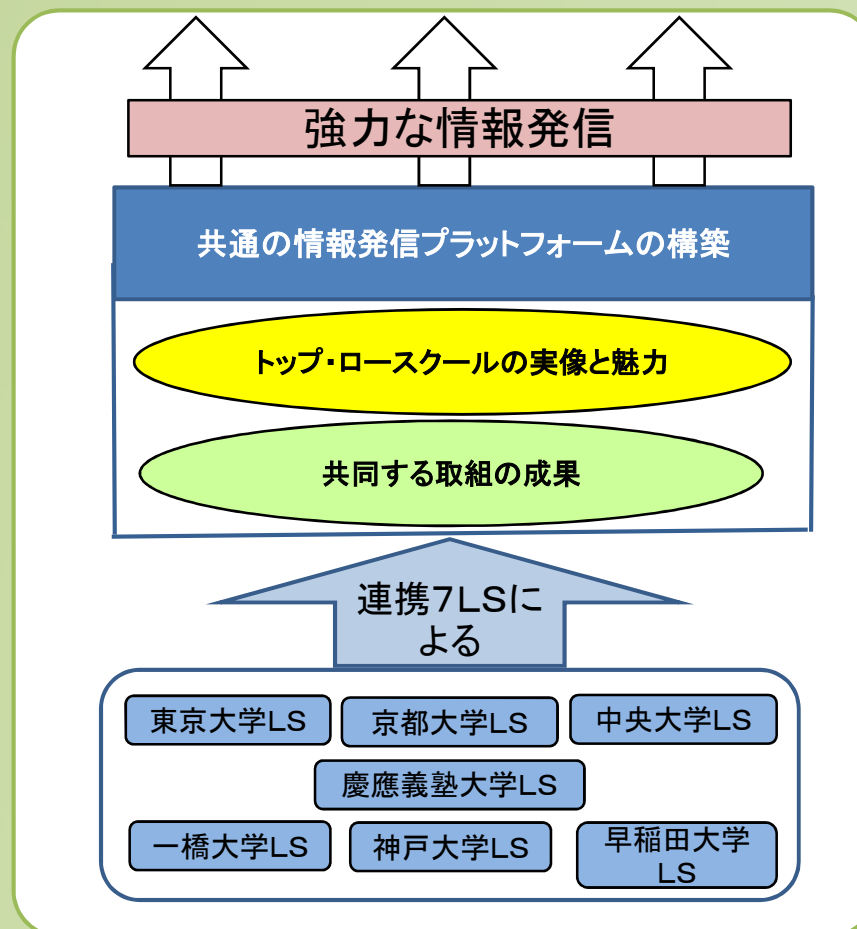 強力な情報発信
共通の情報発信プラットフォームの構築
トップ・ロースクールの実像と魅力
共同する取組の成果
連携７ＬＳに
よる
東京大学ＬＳ
京都大学ＬＳ
中央大学ＬＳ
慶應義塾大学ＬＳ
一橋大学ＬＳ
神戸大学ＬＳ
早稲田大学
ＬＳ